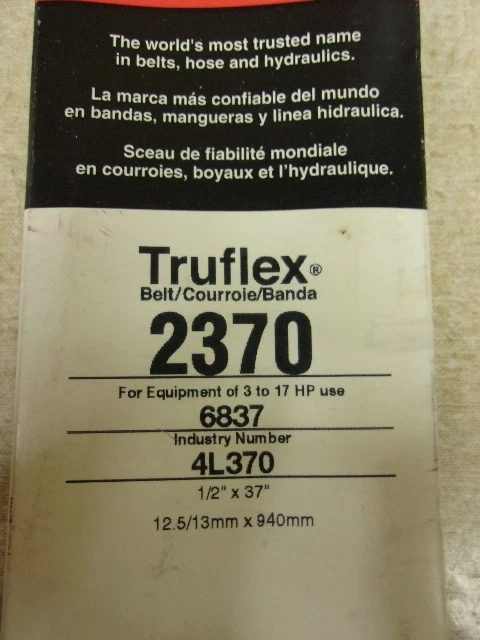 The world's most trusted name
in belts, hose and hydraulics.
La marca más confiable del mundo
en bandas, mangueras y linea hidraulica.
Sceau de fiabilité mondiale
en courroies, boyaux et l'hydraulique.
Truflex®
Belt/Courroie/Banda
2370
For Equipment of 3 to 17 HP use
6837
Industry Number
4L370
1/2" x 37"
12.5/13mm x 940mm